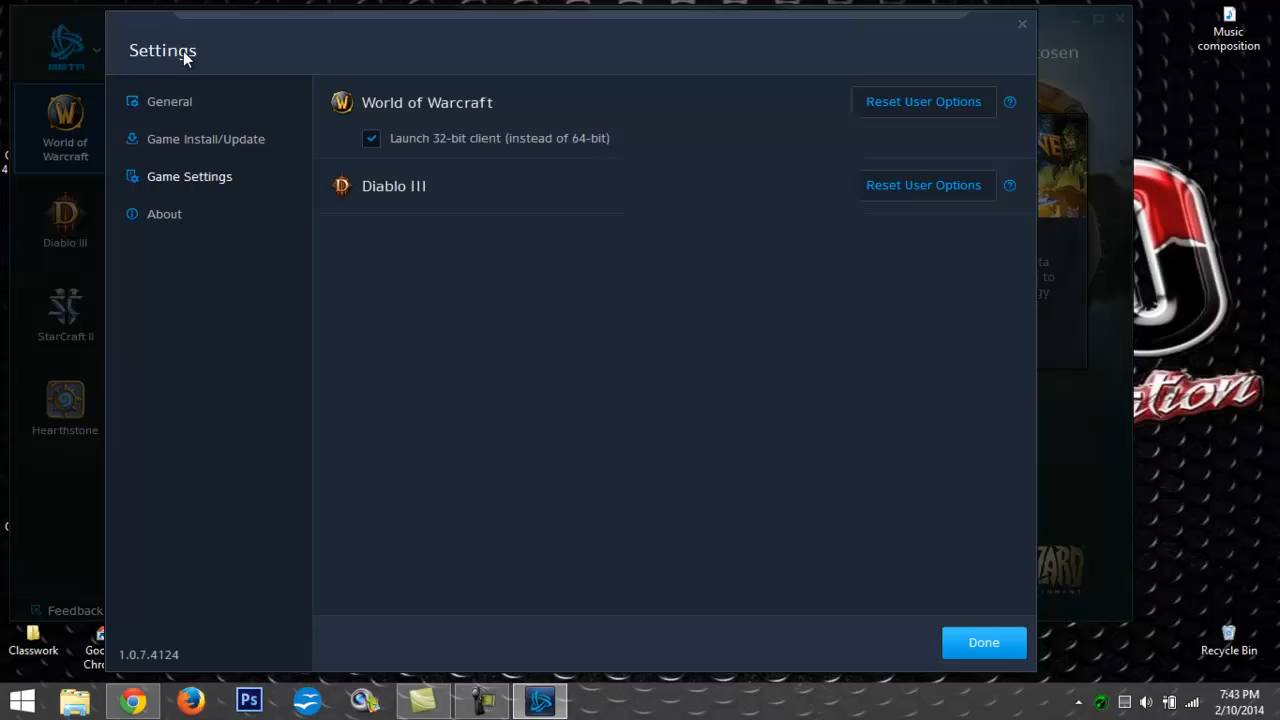 Settings
General
Game Install/Update
Game Settings
About
1.0.7.4124
World of Warcraft
Reset User Options
Launch 32-bit client (instead of 64-bit)
Diablo III
Reset User Options
Done
BETA
World of
Warcraft
Diablo III
StarCraft II
Hearthstone
Feedback
Music
composition
Classwork
Recycle Bin
Ps
7:43 PM
2/10/2014